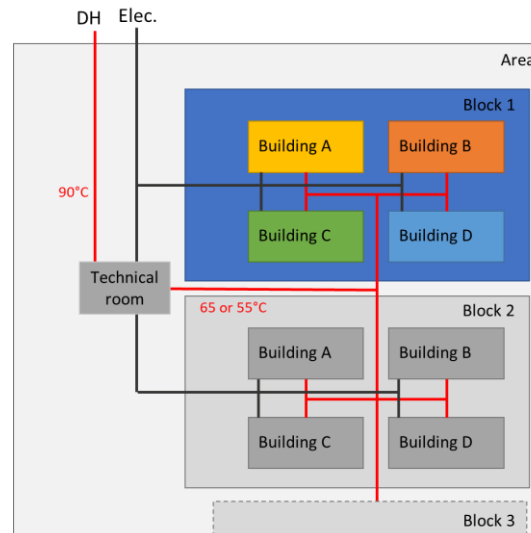 DH
Elec.
Area
Block 1
Building A
Building B
90°C
Building C
Building D
Technical
room
65 or 55°C
Block 2
Building A
Building B
Building C
Building D
Block 3